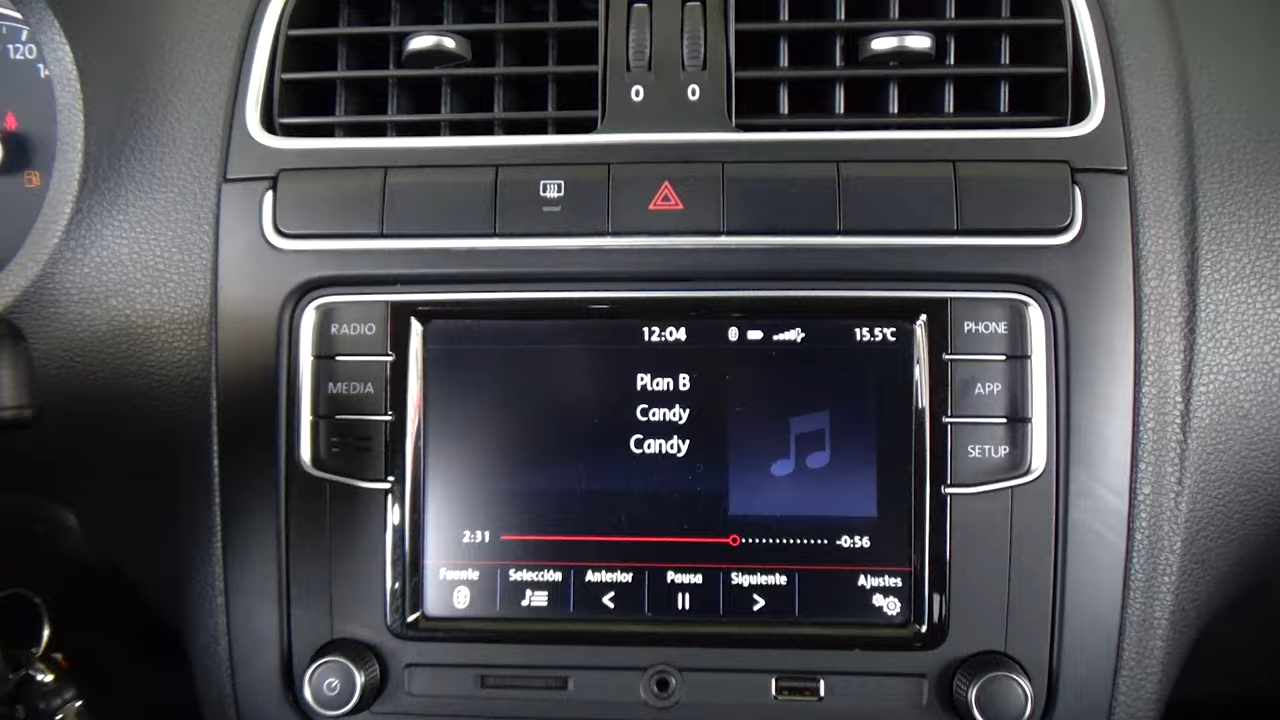 120
0 0
RADIO
MEDIA
PHONE
APP
SETUP
12:04 15.5°C
Plan B
Candy
Candy
2:31 -0:56
Fuente Selección Anterior Pausa Siguiente Ajustes